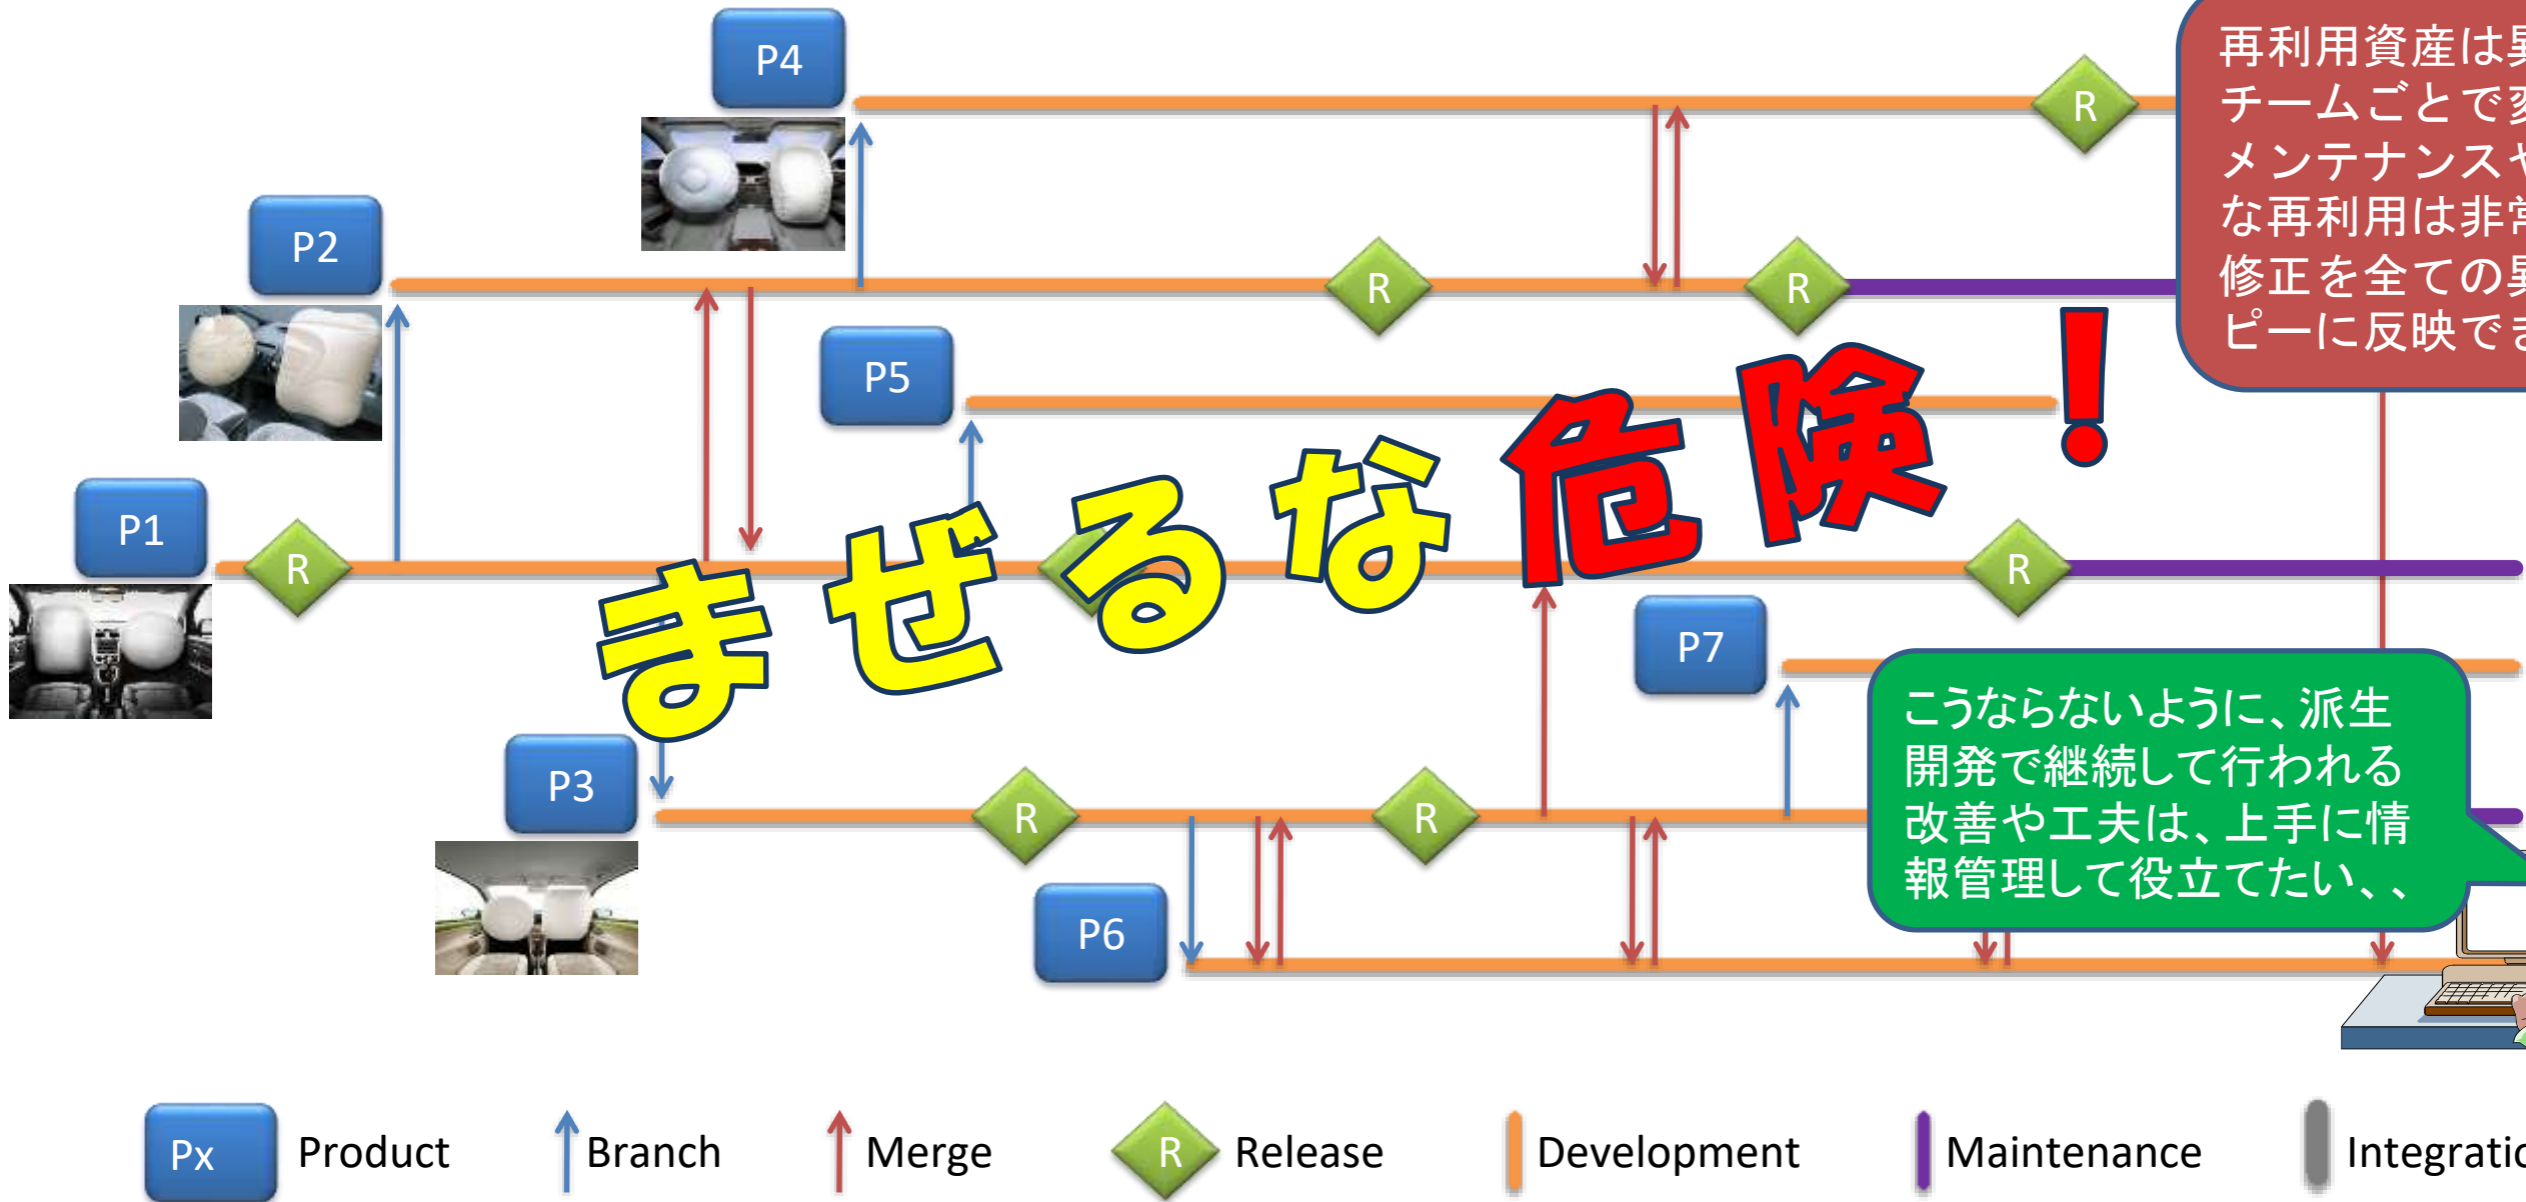 P4
R
再利用資産は
チームごとで
メンテナンス
な再利用は非
修正を全ての
ピーに反映で
P2
R
R
P5
まぜるな危険！
P1
R
R
P7
こうならないように、派生
開発で継続して行われる
改善や工夫は、上手に情
報管理して役立てたい、、
P3
R
R
P6
Px
Product
Branch
Merge
R
Release
Development
Maintenance